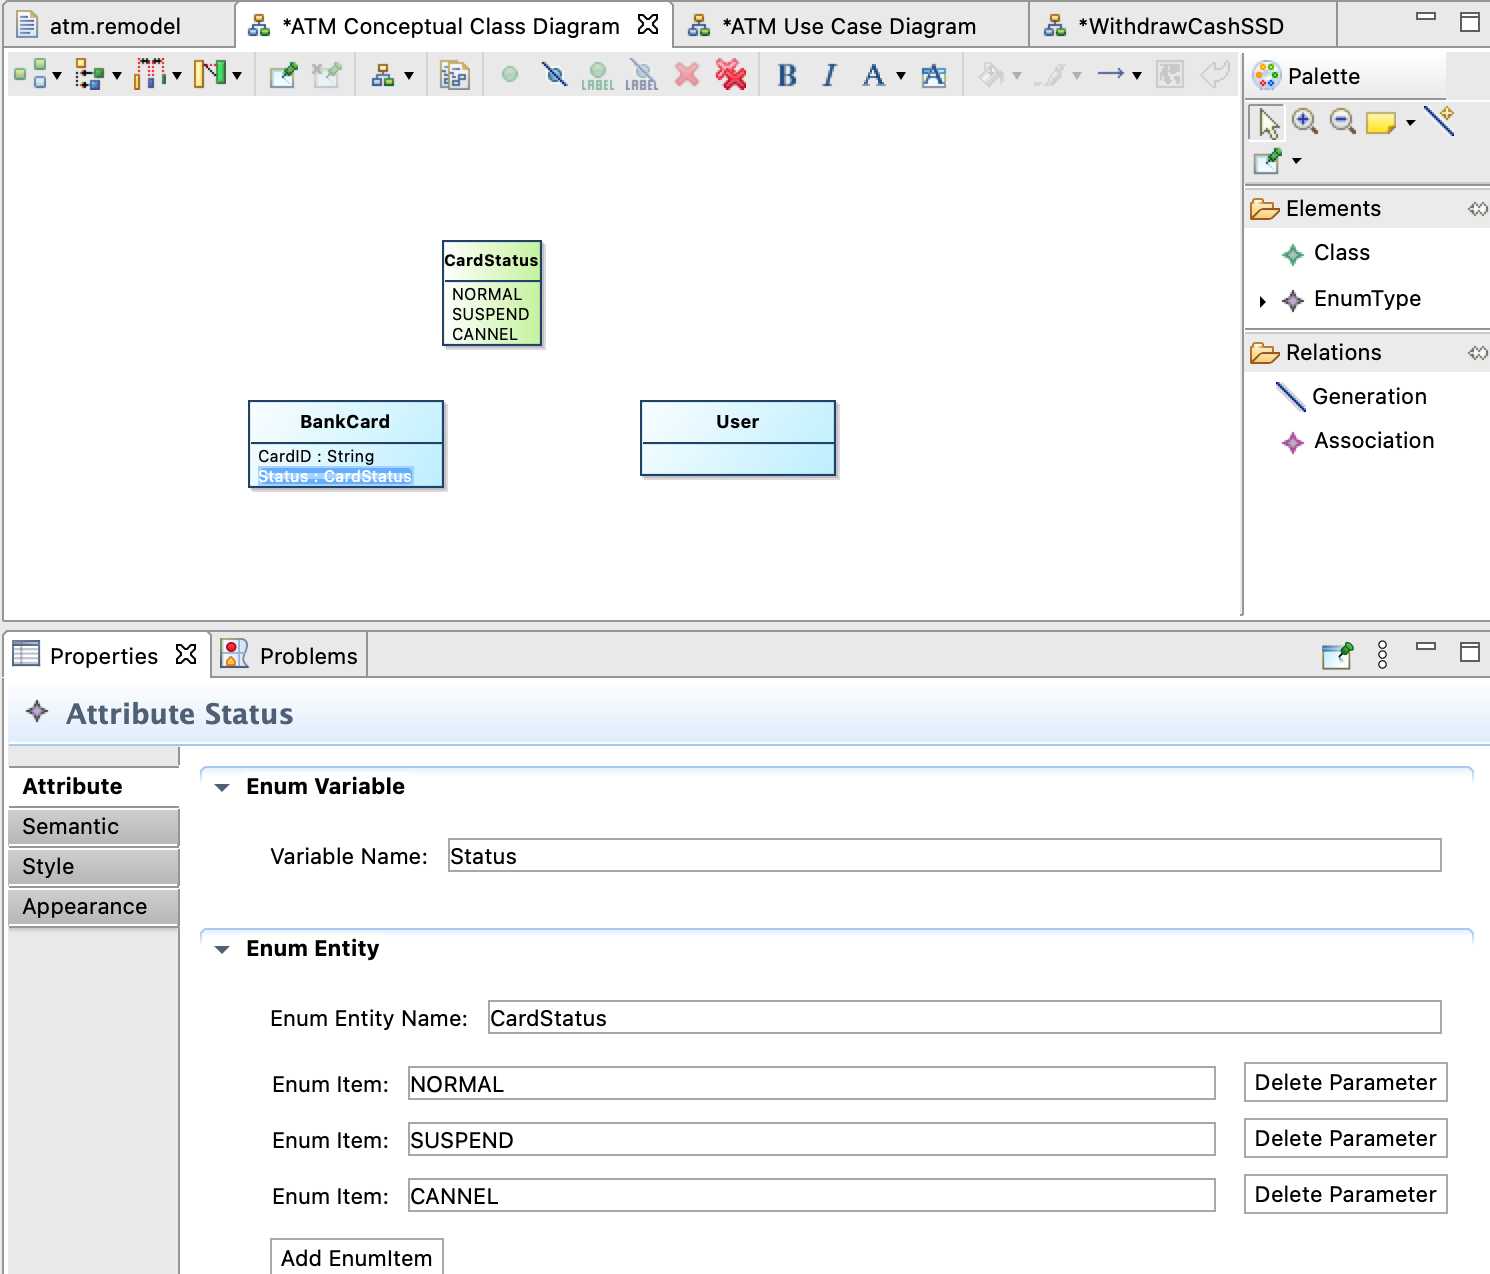 atm.remodel
*ATM Conceptual Class Diagram
*ATM Use Case Diagram
*WithdrawCashSSD
LABEL LABEL B I A A
Palette
Elements
Class
EnumType
Relations
Generation
Association
CardStatus
NORMAL
SUSPEND
CANNEL
BankCard
CardID : String
Status : CardStatus
User
Properties
Problems
Attribute Status
Attribute
Semantic
Style
Appearance
Enum Variable
Variable Name: Status
Enum Entity
Enum Entity Name: CardStatus
Enum Item: NORMAL Delete Parameter
Enum Item: SUSPEND Delete Parameter
Enum Item: CANNEL Delete Parameter
Add EnumItem